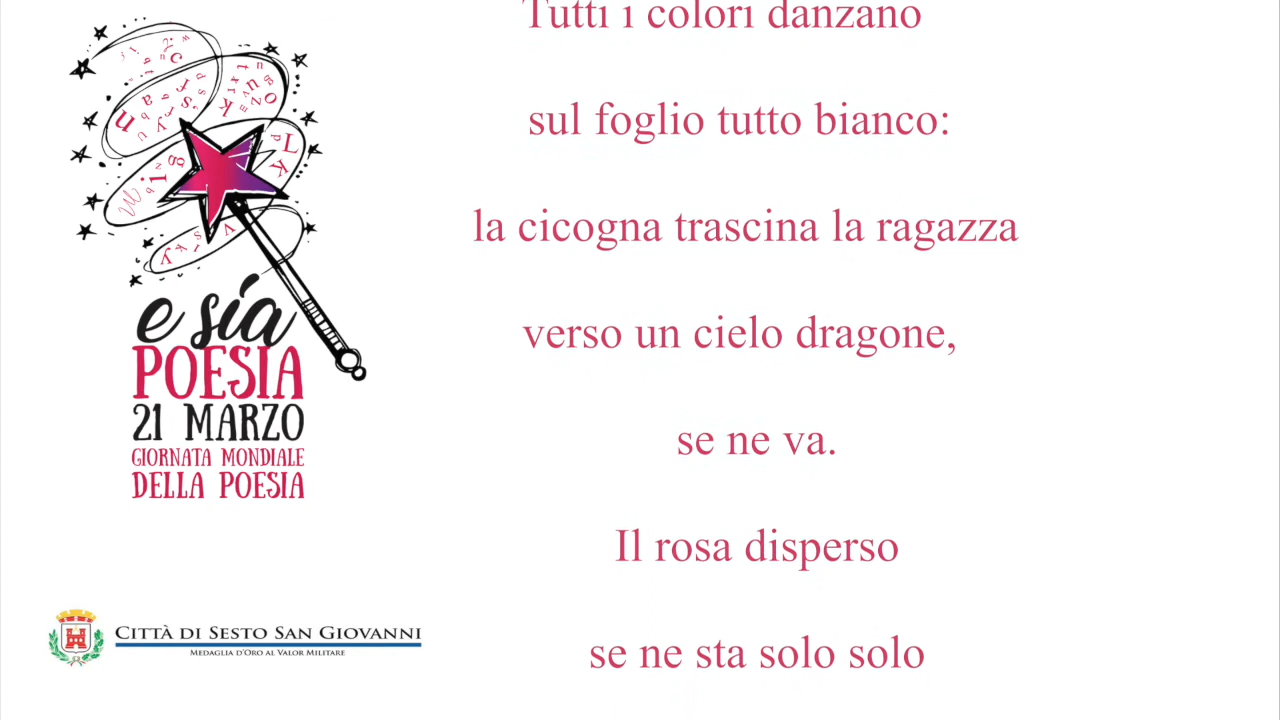 Tutti i colori danzano
sul foglio tutto bianco:
la cicogna trascina la ragazza
verso un cielo dragone,
se ne va.
Il rosa disperso
se ne sta solo solo
e sia
POESIA
21 MARZO
GIORNATA MONDIALE
DELLA POESIA
CITTÀ DI SESTO SAN GIOVANNI
MEDAGLIA D'ORO AL VALOR MILITARE